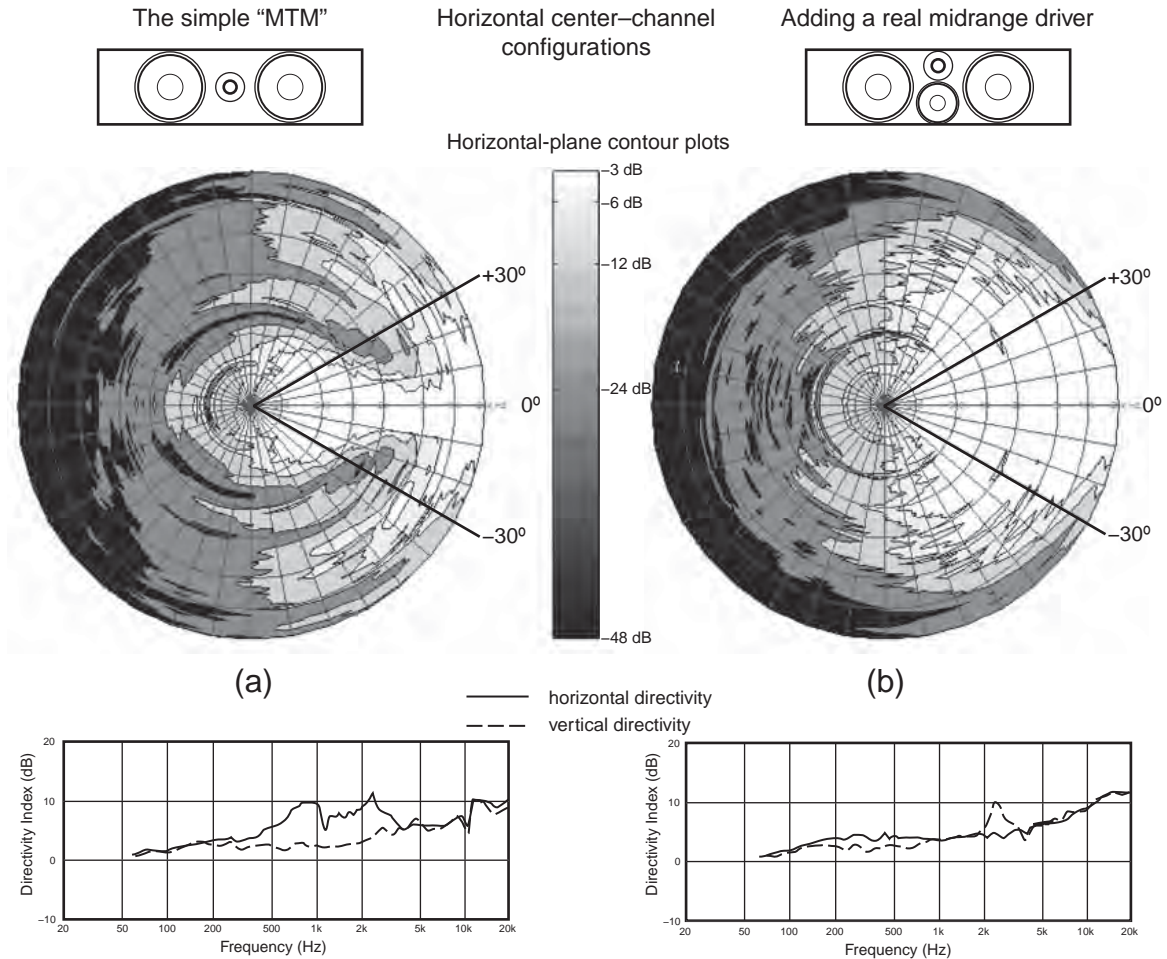 The simple “MTM”
Horizontal center–channel
configurations
Adding a real midrange driver
Horizontal-plane contour plots
–3 dB
–6 dB
–12 dB
–24 dB
–48 dB
+30º
0º
–30º
+30º
0º
–30º
(a)
(b)
horizontal directivity
vertical directivity
Directivity Index (dB)
20
10
0
–10
20
50
100
200
500
1k
2k
5k
10k
20k
Frequency (Hz)
Directivity Index (dB)
20
10
0
–10
20
50
100
200
500
1k
2k
5k
10k
20k
Frequency (Hz)